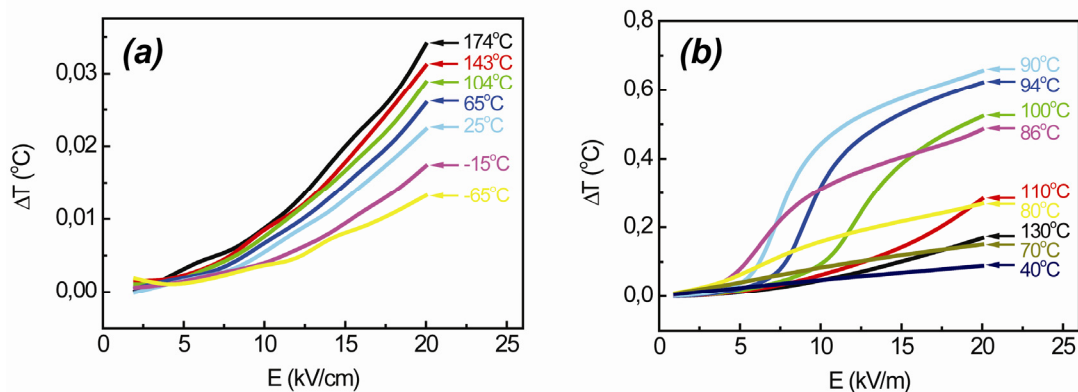 (a)
0,03
0,02
0,01
0,00
ΔT (°C)
0 5 10 15 20 25
E (kV/cm)
174°C
143°C
104°C
65°C
25°C
-15°C
-65°C
(b)
0,8
0,6
0,4
0,2
0,0
ΔT (°C)
0 5 10 15 20 25
E (kV/m)
90°C
94°C
100°C
86°C
110°C
80°C
130°C
70°C
40°C